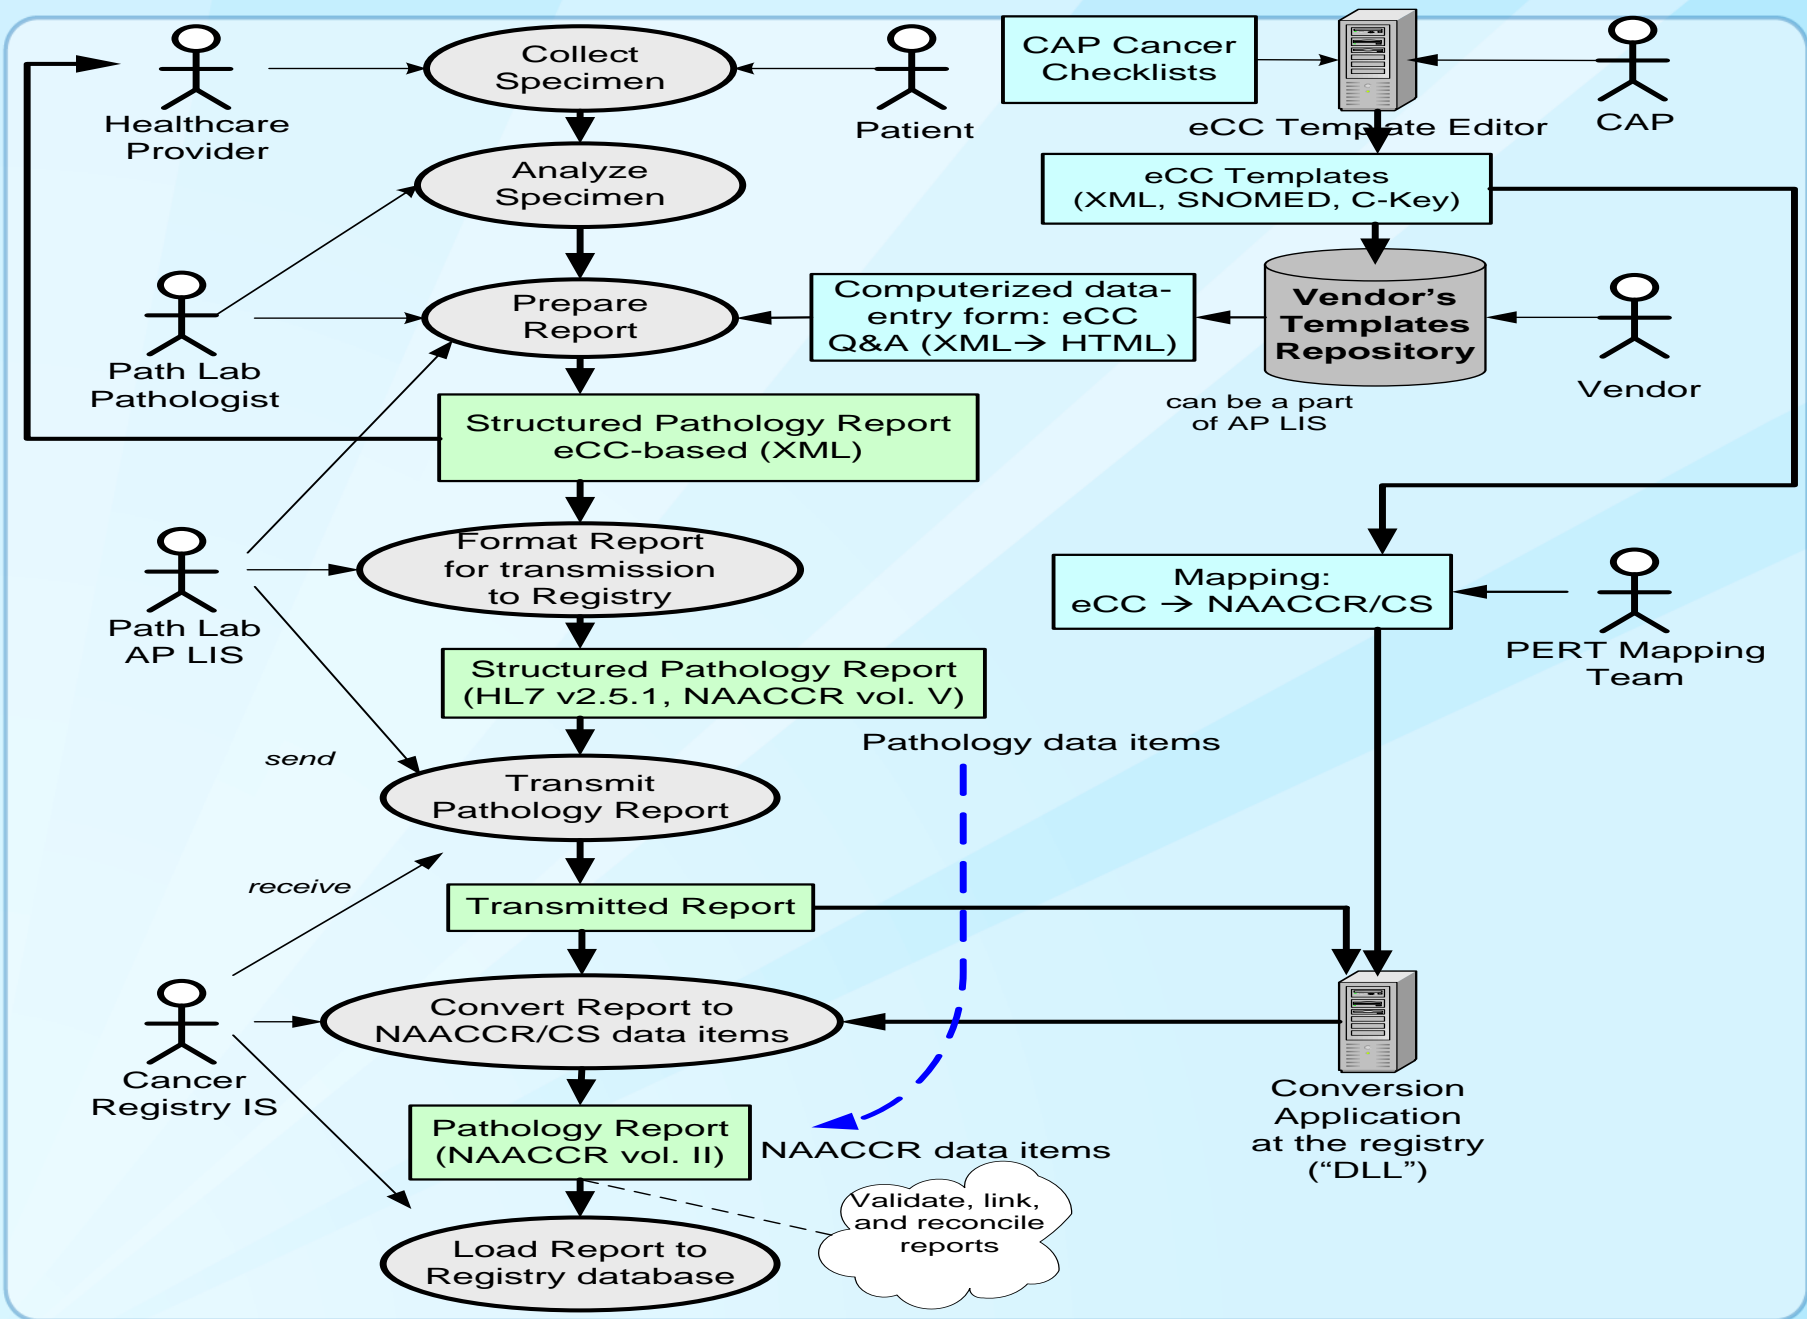 Collect
Specimen
CAP Cancer
Checklists
Healthcare
Provider
Patient
eCC Template Editor
CAP
Analyze
Specimen
eCC Templates
(XML, SNOMED, C-Key)
Prepare
Report
Computerized data-
entry form: eCC
Q&A (XML→ HTML)
Vendor's
Templates
Repository
Path Lab
Pathologist
can be a part
of AP LIS
Vendor
Structured Pathology Report
eCC-based (XML)
Format Report
for transmission
to Registry
Path Lab
AP LIS
Mapping:
eCC → NAACCR/CS
PERT Mapping
Team
Structured Pathology Report
(HL7 v2.5.1, NAACCR vol. V)
send
Pathology data items
Transmit
Pathology Report
receive
Transmitted Report
Convert Report to
NAACCR/CS data items
Cancer
Registry IS
Conversion
Application
at the registry
(“DLL”)
Pathology Report
(NAACCR vol. II)
NAACCR data items
Validate, link,
and reconcile
reports
Load Report to
Registry database